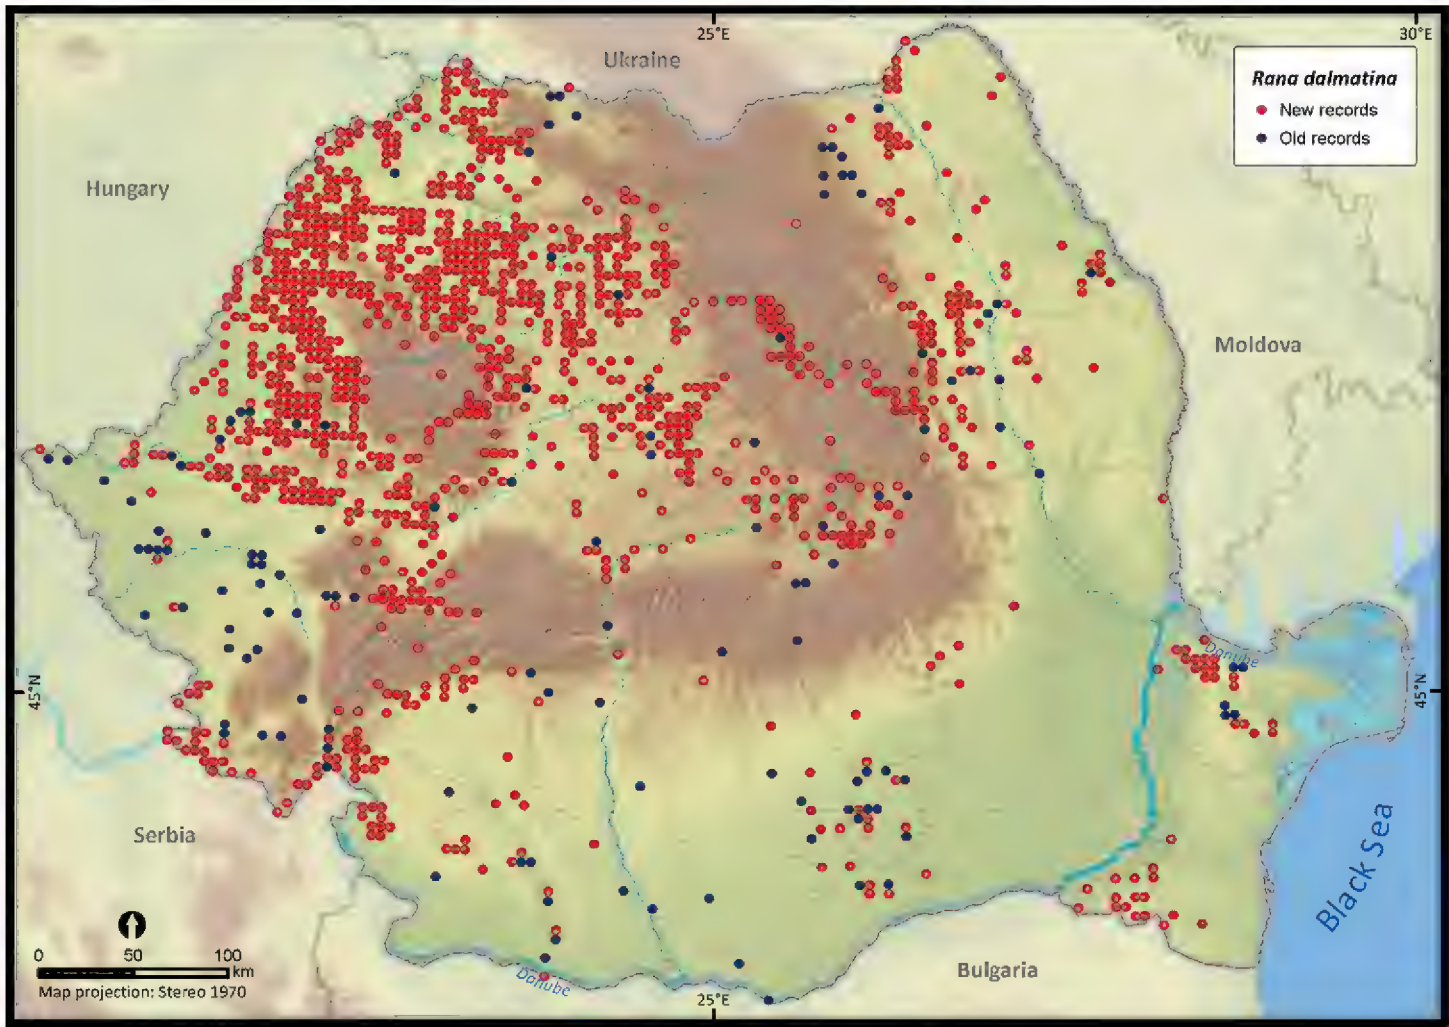 25°E
30°E
Ukraine
Rana dalmatina
New records
Old records
Hungary
Moldova
Danube
45°N
45°N
Serbia
Black Sea
0 50 100
km
Map projection: Stereo 1970
Danube
Bulgaria
25°E